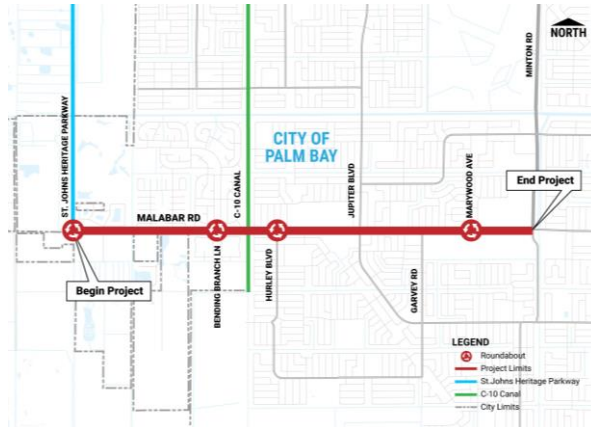 NORTH
MINTON RD
ST. JOHNS HERITAGE PARKWAY
CITY OF
PALM BAY
C-10 CANAL
JUPITER BLVD
MARYWOOD AVE
End Project
MALABAR RD
Begin Project
BENDING BRANCH LN
HURLEY BLVD
GARVEY RD
LEGEND
Roundabout
Project Limits
St.Johns Heritage Parkway
C-10 Canal
City Limits